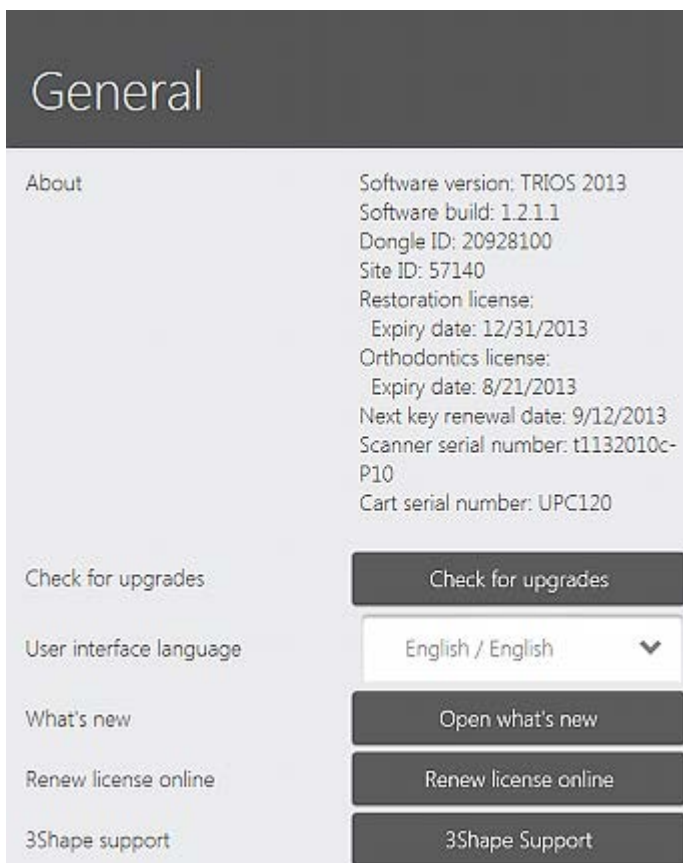 General
About
Software version: TRIOS 2013
Software build: 1.2.1.1
Dongle ID: 20928100
Site ID: 57140
Restoration license:
Expiry date: 12/31/2013
Orthodontics license:
Expiry date: 8/21/2013
Next key renewal date: 9/12/2013
Scanner serial number: t1132010c-
P10
Cart serial number: UPC120
Check for upgrades
Check for upgrades
User interface language
English / English
What's new
Open what's new
Renew license online
Renew license online
3Shape support
3Shape Support